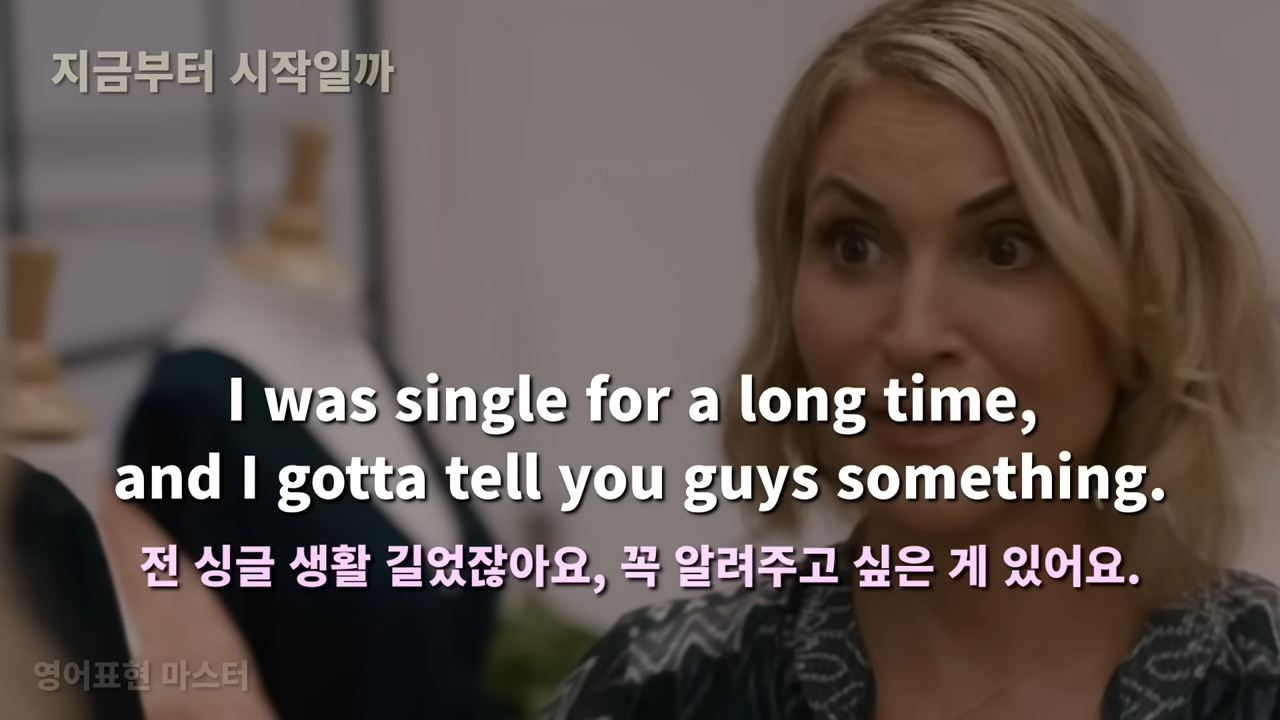 지금부터 시작일까
I was single for a long time,
and I gotta tell you guys something.
전 싱글 생활 길었잖아요, 꼭 알려주고 싶은 게 있어요.
영어표현 마스터